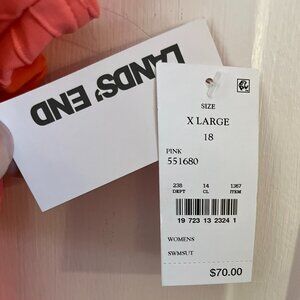 LANDS' END
SIZE
X LARGE
18
PINK
551680
238 14 1367
DEPT CL ITEM
19 723 13 2324 1
WOMENS
SWMSUT
$70.00